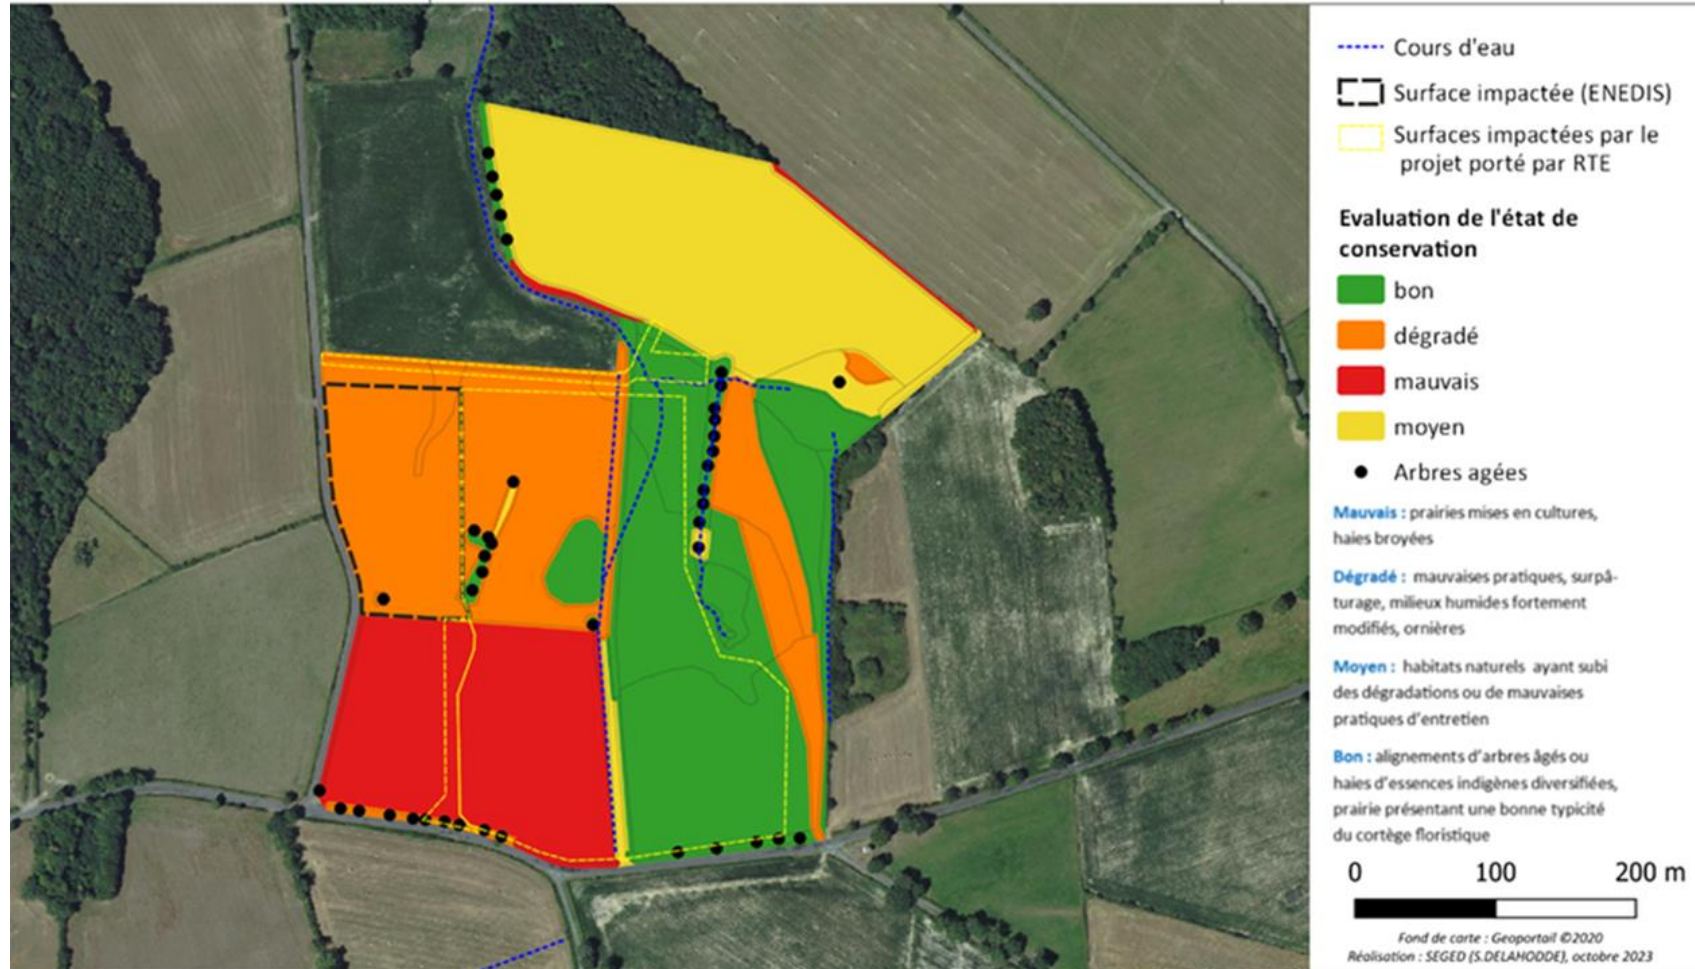 Cours d'eau
Surface impactée (ENEDIS)
Surfaces impactées par le
projet porté par RTE
Evaluation de l'état de
conservation
bon
dégradé
mauvais
moyen
Arbres agées
Mauvais : prairies mises en cultures,
haies broyées
Dégradé : mauvaises pratiques, surpâ-
turage, milieux humides fortement
modifiés, ornières
Moyen : habitats naturels ayant subi
des dégradations ou de mauvaises
pratiques d'entretien
Bon : alignements d'arbres âgés ou
haies d'essences indigènes diversifiées,
prairie présentant une bonne typicité
du cortège floristique
0 100 200 m
Fond de carte : Geoportail ©2020
Réalisation : SEGED (S.DELAHODDE), octobre 2023